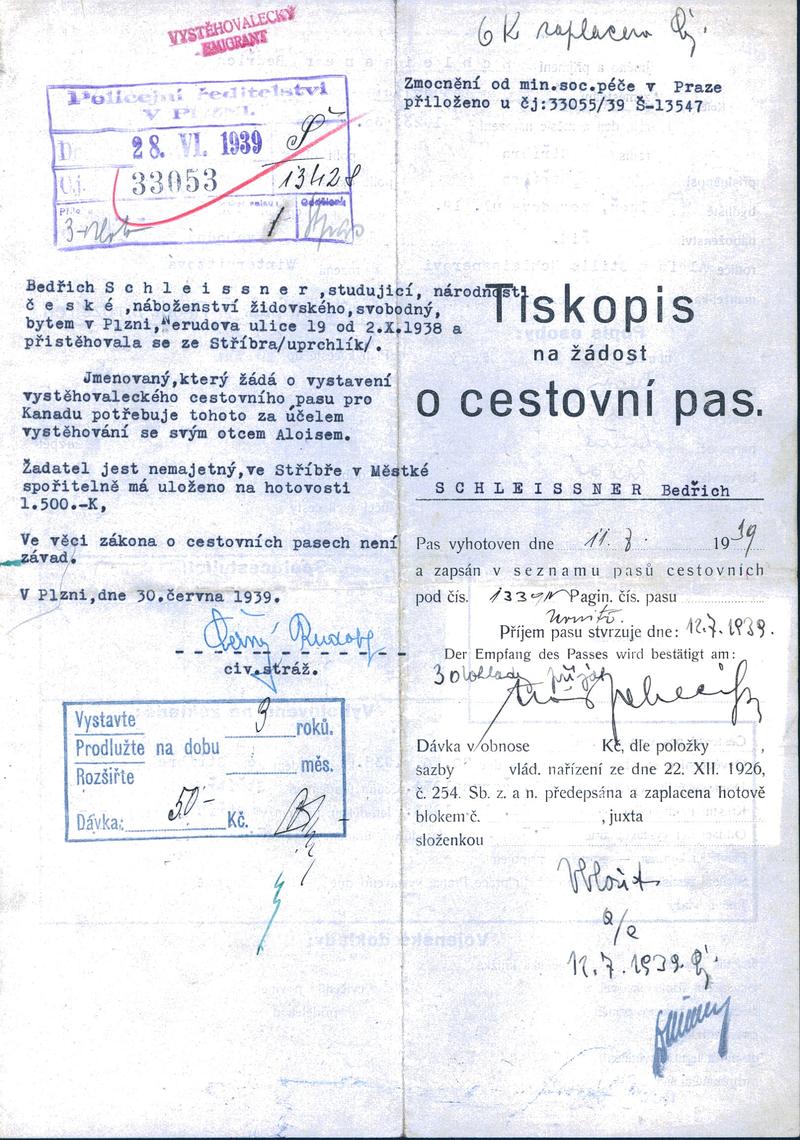 VYSTĚHOVALECKÝ
EMIGRANT
6 K zaplaceno
Policejní ředitelství
V PLZNI.
28. VI. 1939
Čj. 33053 13428
Zmocnění od min.soc.péče v Praze
přiloženo u čj:33055/39 Š-13547
Bedřich S c h l e i s s n e r ,studující, národnosti
č e s k é ,náboženství židovského,svobodný,
bytem v Plzni,Nerudova ulice 19 od 2.X.1938 a
přistěhovala se ze Stříbra/uprchlík/.
Jmenovaný,který žádá o vystavení
vystěhovaleckého cestovního pasu pro
Kanadu potřebuje tohoto za účelem
vystěhování se svým otcem Aloisem.
Žadatel jest nemajetný,ve Stříbře v Městké
spořitelně má uloženo na hotovosti
1.500.-K,
Ve věci zákona o cestovních pasech není
závad.
V Plzni,dne 30.června 1939.
Černý Rudolf
civ.stráž.
Vystavte
Prodlužte na dobu 3 roků.
Rozšiřte měs.
Dávka: 50- Kč.
Tiskopis
na žádost
o cestovní pas.
S C H L E I S S N E R Bedřich
Pas vyhotoven dne 11. 7. 1939
a zapsán v seznamu pasů cestovních
pod čís. Pagin. čís. pasu
Příjem pasu stvrzuje dne: 12.7.1939.
Der Empfang des Passes wird bestätigt am:
3 doklady přijal
Dávka v obnose Kč, dle položky ,
sazby vlád. nařízení ze dne 22. XII. 1926,
č. 254. Sb. z. a n. předepsána a zaplacena hotově
blokem č. , juxta
složenkou
a/a
12.7.1939